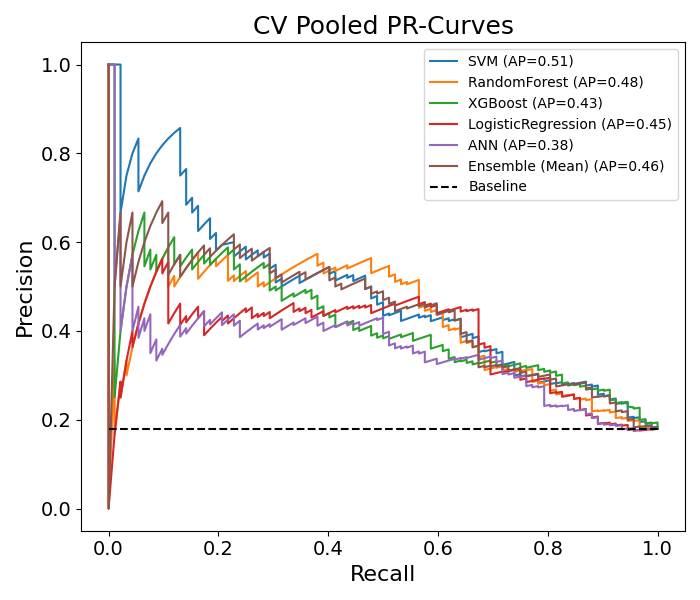 CV Pooled PR-Curves
SVM (AP=0.51)
RandomForest (AP=0.48)
XGBoost (AP=0.43)
LogisticRegression (AP=0.45)
ANN (AP=0.38)
Ensemble (Mean) (AP=0.46)
Baseline
Precision
1.0
0.8
0.6
0.4
0.2
0.0
0.0 0.2 0.4 0.6 0.8 1.0
Recall